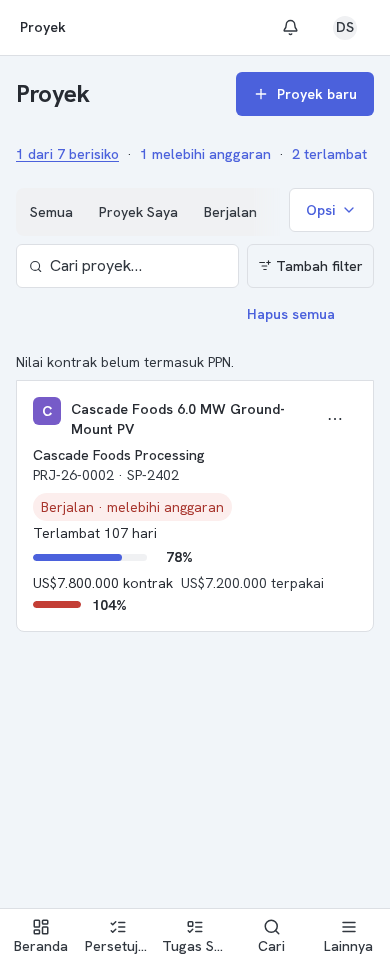 Proyek
DS
Proyek
Proyek baru
1 dari 7 berisiko · 1 melebihi anggaran · 2 terlambat
Semua Proyek Saya Berjalan
Opsi
Cari proyek...
Tambah filter
Hapus semua
Nilai kontrak belum termasuk PPN.
C
Cascade Foods 6.0 MW Ground-
Mount PV
...
Cascade Foods Processing
PRJ-26-0002 · SP-2402
Berjalan · melebihi anggaran
Terlambat 107 hari
78%
US$7.800.000 kontrak US$7.200.000 terpakai
104%
Beranda Persetuj... Tugas S... Cari Lainnya